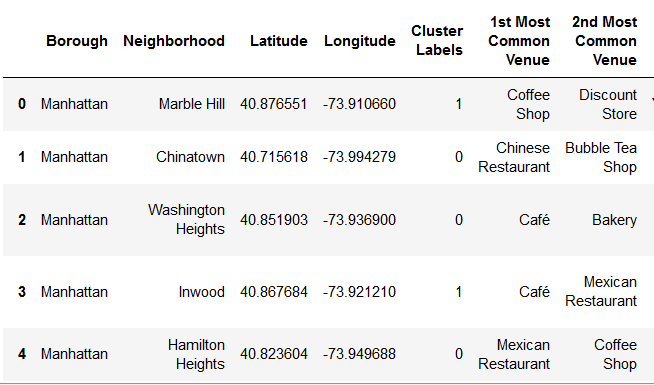 Borough Neighborhood Latitude Longitude Cluster Labels 1st Most Common Venue 2nd Most Common Venue
0 Manhattan Marble Hill 40.876551 -73.910660 1 Coffee Shop Discount Store
1 Manhattan Chinatown 40.715618 -73.994279 0 Chinese Restaurant Bubble Tea Shop
2 Manhattan Washington Heights 40.851903 -73.936900 0 Café Bakery
3 Manhattan Inwood 40.867684 -73.921210 1 Café Mexican Restaurant
4 Manhattan Hamilton Heights 40.823604 -73.949688 0 Mexican Restaurant Coffee Shop